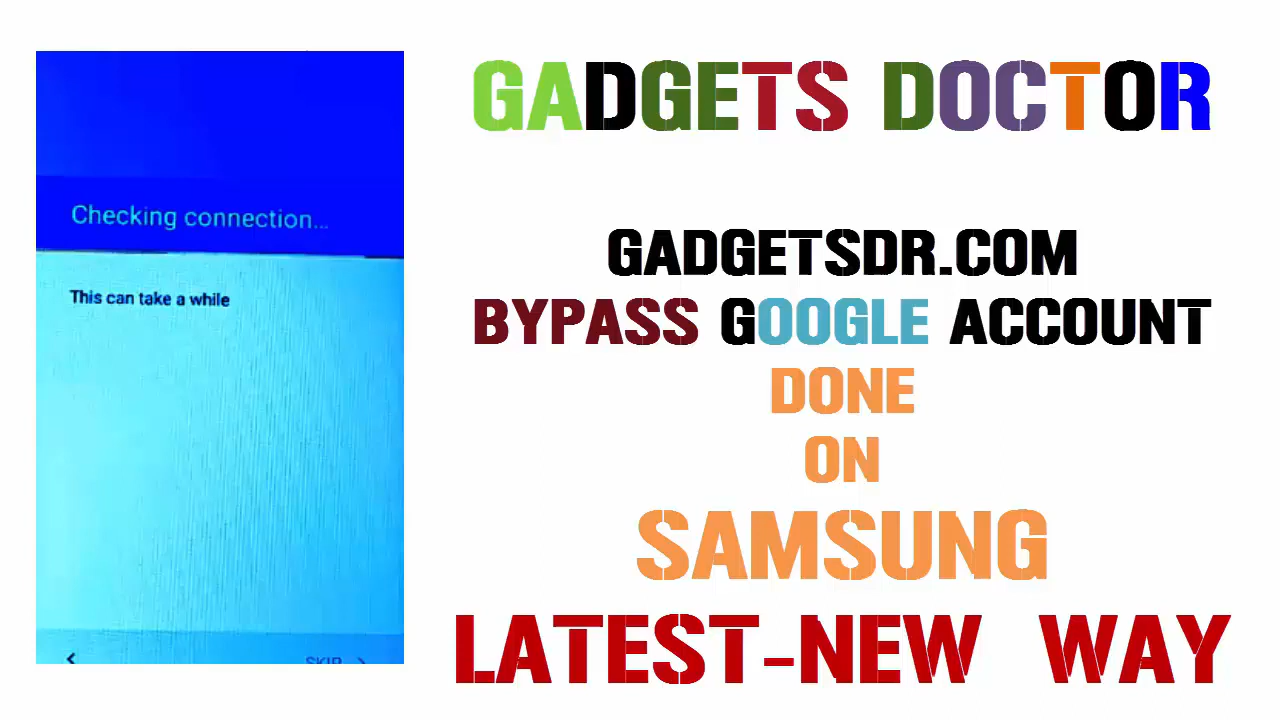 GADGETS DOCTOR
Checking connection...
This can take a while
SKIP
GADGETSDR.COM
BYPASS GOOGLE ACCOUNT
DONE
ON
SAMSUNG
LATEST-NEW WAY